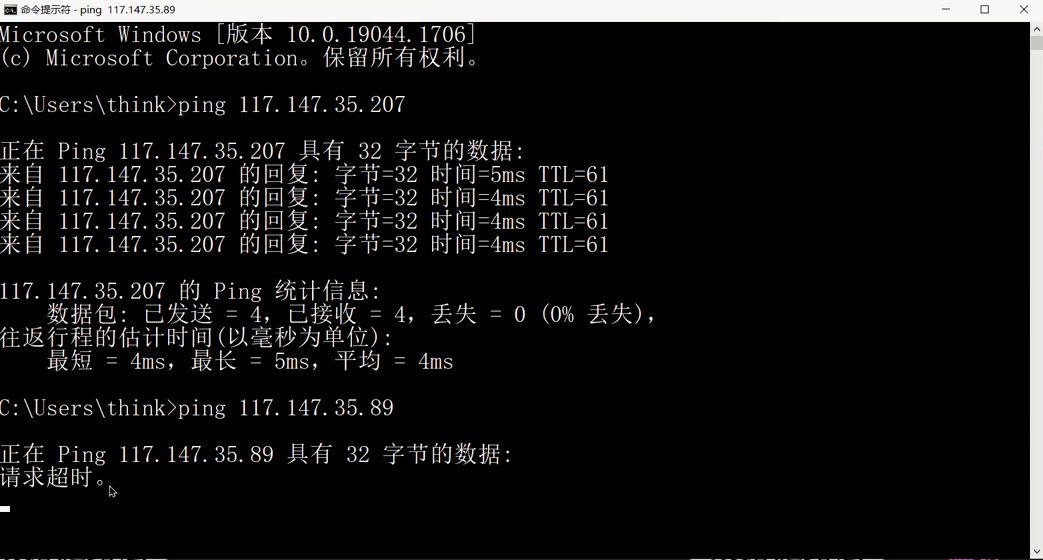 命令提示符 - ping 117.147.35.89
Microsoft Windows [版本 10.0.19044.1706]
(c) Microsoft Corporation。保留所有权利。
C:\Users\think>ping 117.147.35.207
正在 Ping 117.147.35.207 具有 32 字节的数据:
来自 117.147.35.207 的回复: 字节=32 时间=5ms TTL=61
来自 117.147.35.207 的回复: 字节=32 时间=4ms TTL=61
来自 117.147.35.207 的回复: 字节=32 时间=4ms TTL=61
来自 117.147.35.207 的回复: 字节=32 时间=4ms TTL=61
117.147.35.207 的 Ping 统计信息:
数据包: 已发送 = 4，已接收 = 4，丢失 = 0 (0% 丢失)，
往返行程的估计时间(以毫秒为单位):
最短 = 4ms，最长 = 5ms，平均 = 4ms
C:\Users\think>ping 117.147.35.89
正在 Ping 117.147.35.89 具有 32 字节的数据:
请求超时。